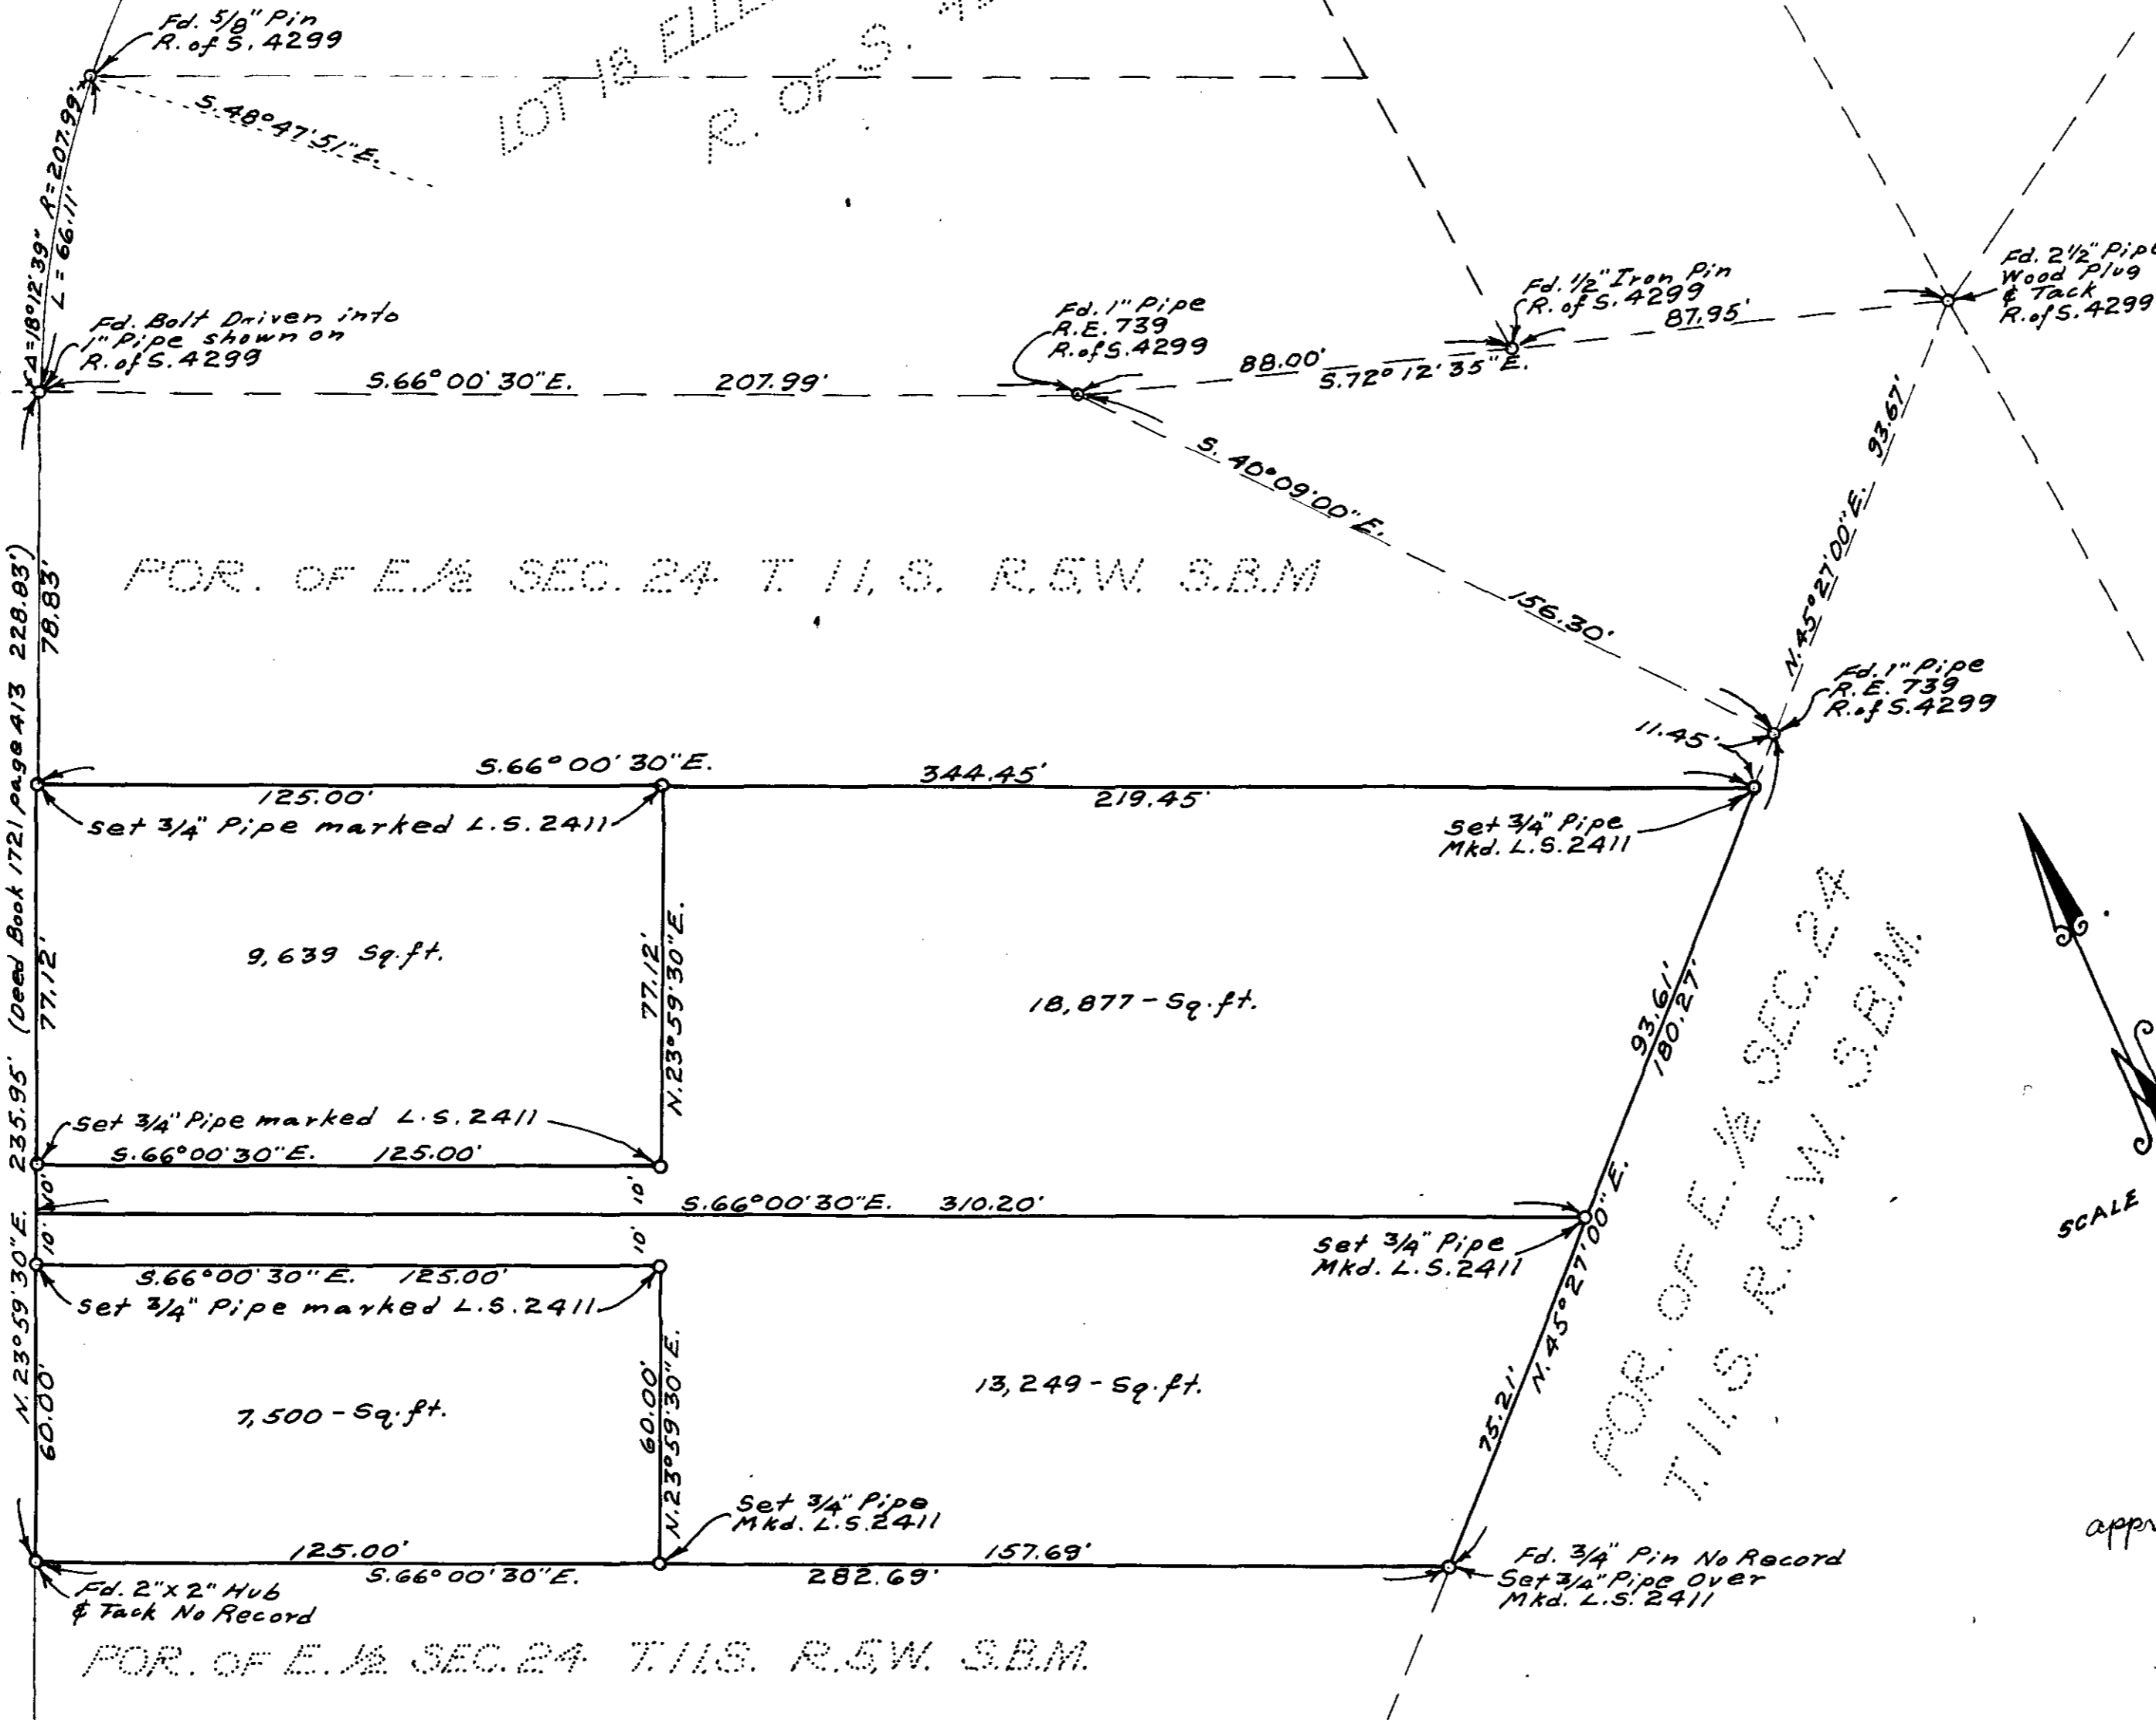 Fd. 5/8" Pin
R. of S. 4299
LOT 18
R. OF S.
S.48°47'51"E.
Δ=18°12'39" R=207.99'
L=66.11'
Fd. Bolt Driven into
1" Pipe shown on
R. of S. 4299
S.66°00'30"E. 207.99'
Fd. 1" Pipe
R.E. 739
R. of S. 4299
88.00'
S.72°12'35"E.
Fd. 1/2" Iron Pin
R. of S. 4299
87.95'
Fd. 2 1/2" Pipe
Wood Plug
& Tack
R. of S. 4299
S. 40°09'00"E.
156.30'
93.67'
N.45°27'00"E.
POR. OF E.1/2 SEC. 24 T. 11, S. R.5W. S.B.M
Fd. 1" Pipe
R.E. 739
R. of S. 4299
11.45'
N.23°59'30"E. 235.95' (Deed Book 1721 page 413 228.83')
78.83'
S.66°00'30"E.
344.45'
125.00'
219.45'
Set 3/4" Pipe marked L.S.2411
Set 3/4" Pipe
Mkd. L.S.2411
77.12'
9,639 Sq.ft.
77.12'
N.23°59'30"E.
18,877-Sq.ft.
93.61'
180.27'
POR. OF E.1/2 SEC. 24
T.11.S. R.5.W. S.B.M.
SCALE
Set 3/4" Pipe marked L.S.2411
S.66°00'30"E. 125.00'
10'
10'
S.66°00'30"E. 310.20'
10'
10'
Set 3/4" Pipe
Mkd. L.S.2411
S.66°00'30"E. 125.00'
Set 3/4" Pipe marked L.S.2411
60.00'
7,500-Sq.ft.
60.00'
N.23°59'30"E.
13,249-Sq.ft.
75.21'
N.45°27'00"E.
Set 3/4" Pipe
Mkd. L.S.2411
125.00'
S.66°00'30"E.
157.69'
282.69'
Fd. 2"x2" Hub
& Tack No Record
Fd. 3/4" Pin No Record
Set 3/4" Pipe Over
Mkd. L.S. 2411
POR. OF E.1/2 SEC.24 T.11.S. R.5W. S.B.M.